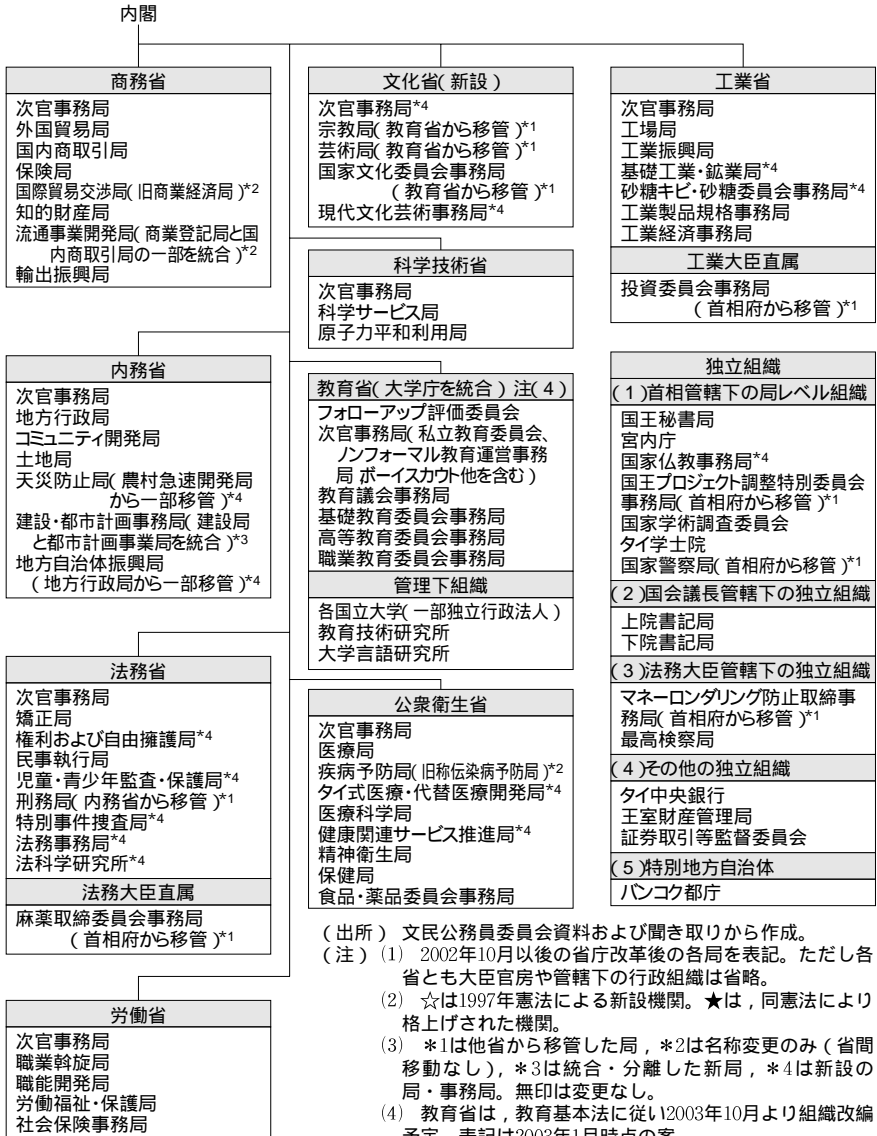 内閣
商務省
次官事務局
外国貿易局
国内商取引局
保険局
国際貿易交渉局(旧商業経済局)*2
知的財産局
流通事業開発局(商業登記局と国
内商取引局の一部を統合)*2
輸出振興局
内務省
次官事務局
地方行政局
コミュニティ開発局
土地局
天災防止局(農村急速開発局
から一部移管)*4
建設・都市計画事務局(建設局
と都市計画事業局を統合)*3
地方自治体振興局
(地方行政局から一部移管)*4
法務省
次官事務局
矯正局
権利および自由擁護局*4
民事執行局
児童・青少年監査・保護局*4
刑務局(内務省から移管)*1
特別事件捜査局*4
法務事務局*4
法科学研究所*4
法務大臣直属
麻薬取締委員会事務局
(首相府から移管)*1
労働省
次官事務局
職業斡旋局
職能開発局
労働福祉・保護局
社会保険事務局
文化省(新設)
次官事務局*4
宗教局(教育省から移管)*1
芸術局(教育省から移管)*1
国家文化委員会事務局
(教育省から移管)*1
現代文化芸術事務局*4
科学技術省
次官事務局
科学サービス局
原子力平和利用局
教育省(大学庁を統合)注(4)
フォローアップ評価委員会
次官事務局(私立教育委員会、
ノンフォーマル教育運営事務
局 ボーイスカウト他を含む)
教育議会事務局
基礎教育委員会事務局
高等教育委員会事務局
職業教育委員会事務局
管理下組織
各国立大学(一部独立行政法人)
教育技術研究所
大学言語研究所
公衆衛生省
次官事務局
医療局
疾病予防局(旧称伝染病予防局)*2
タイ式医療・代替医療開発局*4
医療科学局
健康関連サービス推進局*4
精神衛生局
保健局
食品・薬品委員会事務局
工業省
次官事務局
工場局
工業振興局
基礎工業・鉱業局*4
砂糖キビ・砂糖委員会事務局*4
工業製品規格事務局
工業経済事務局
工業大臣直属
投資委員会事務局
(首相府から移管)*1
独立組織
(1)首相管轄下の局レベル組織
国王秘書局
宮内庁
国家仏教事務局*4
国王プロジェクト調整特別委員会
事務局(首相府から移管)*1
国家学術調査委員会
タイ学士院
国家警察局(首相府から移管)*1
(2)国会議長管轄下の独立組織
上院書記局
下院書記局
(3)法務大臣管轄下の独立組織
マネーロンダリング防止取締事
務局(首相府から移管)*1
最高検察局
(4)その他の独立組織
タイ中央銀行
王室財産管理局
証券取引等監督委員会
(5)特別地方自治体
バンコク都庁
(出所) 文民公務員委員会資料および聞き取りから作成。
(注) (1) 2002年10月以後の省庁改革後の各局を表記。ただし各
省とも大臣官房や管轄下の行政組織は省略。
(2) ☆は1997年憲法による新設機関。★は,同憲法により
格上げされた機関。
(3) *1は他省から移管した局,*2は名称変更のみ(省間
移動なし),*3は統合・分離した新局,*4は新設の
局・事務局。無印は変更なし。
(4) 教育省は,教育基本法に従い2003年10月より組織改編
予定。表記は2003年1月時点の案。